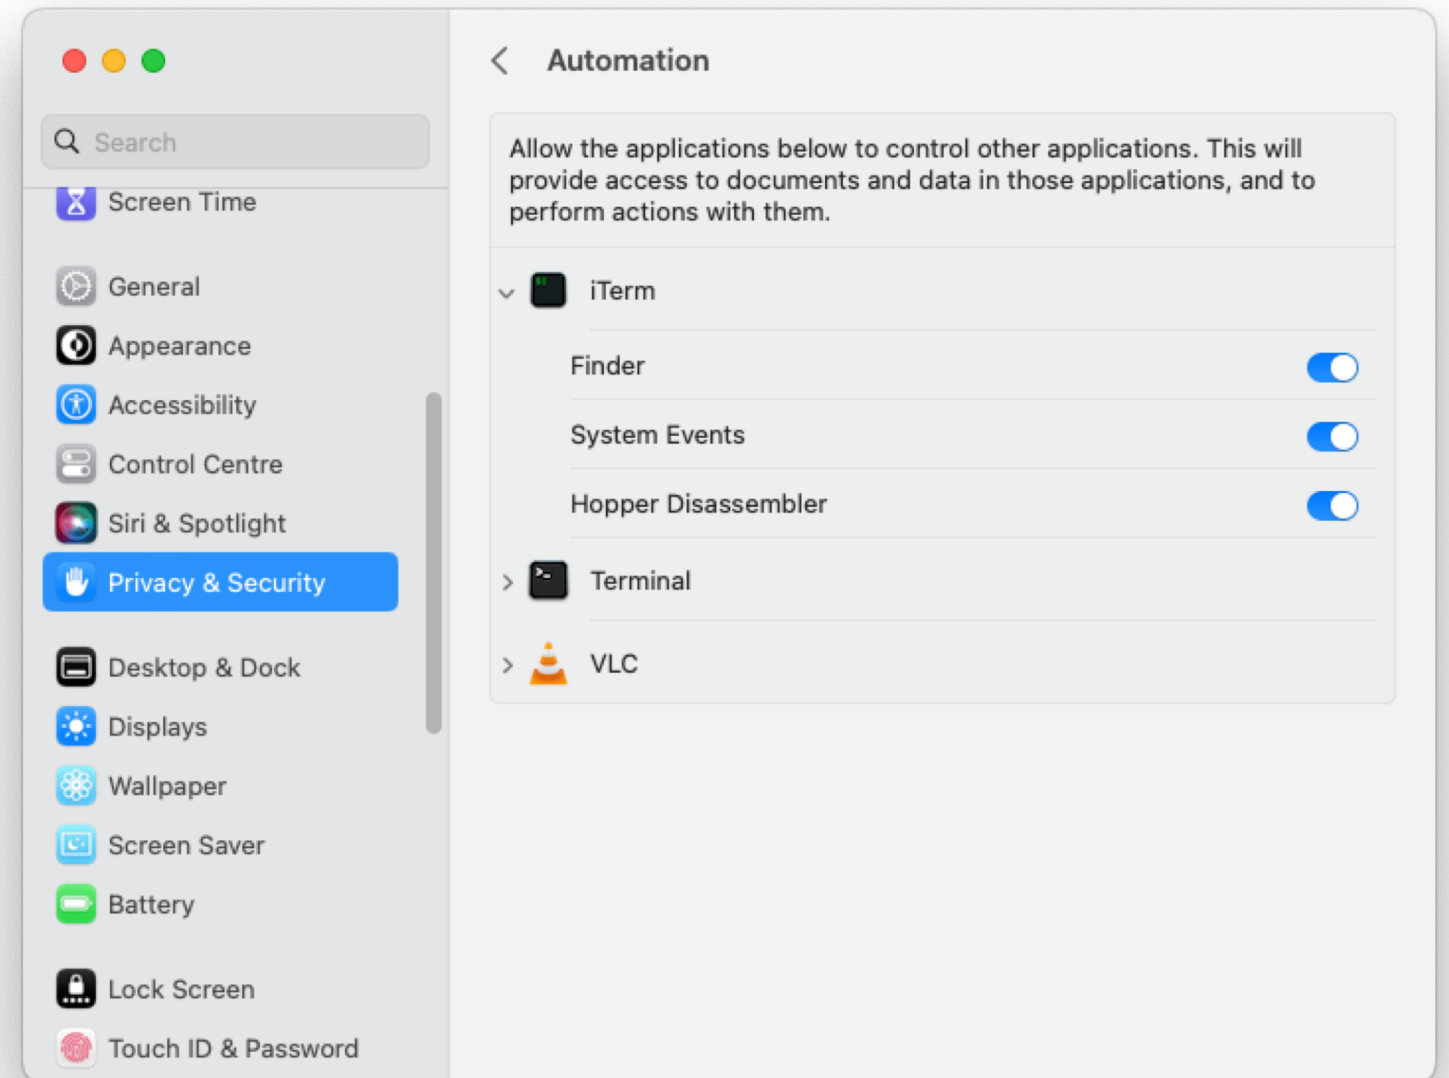 Search
Screen Time
General
Appearance
Accessibility
Control Centre
Siri & Spotlight
Privacy & Security
Desktop & Dock
Displays
Wallpaper
Screen Saver
Battery
Lock Screen
Touch ID & Password
Automation
Allow the applications below to control other applications. This will
provide access to documents and data in those applications, and to
perform actions with them.
iTerm
Finder
System Events
Hopper Disassembler
Terminal
VLC